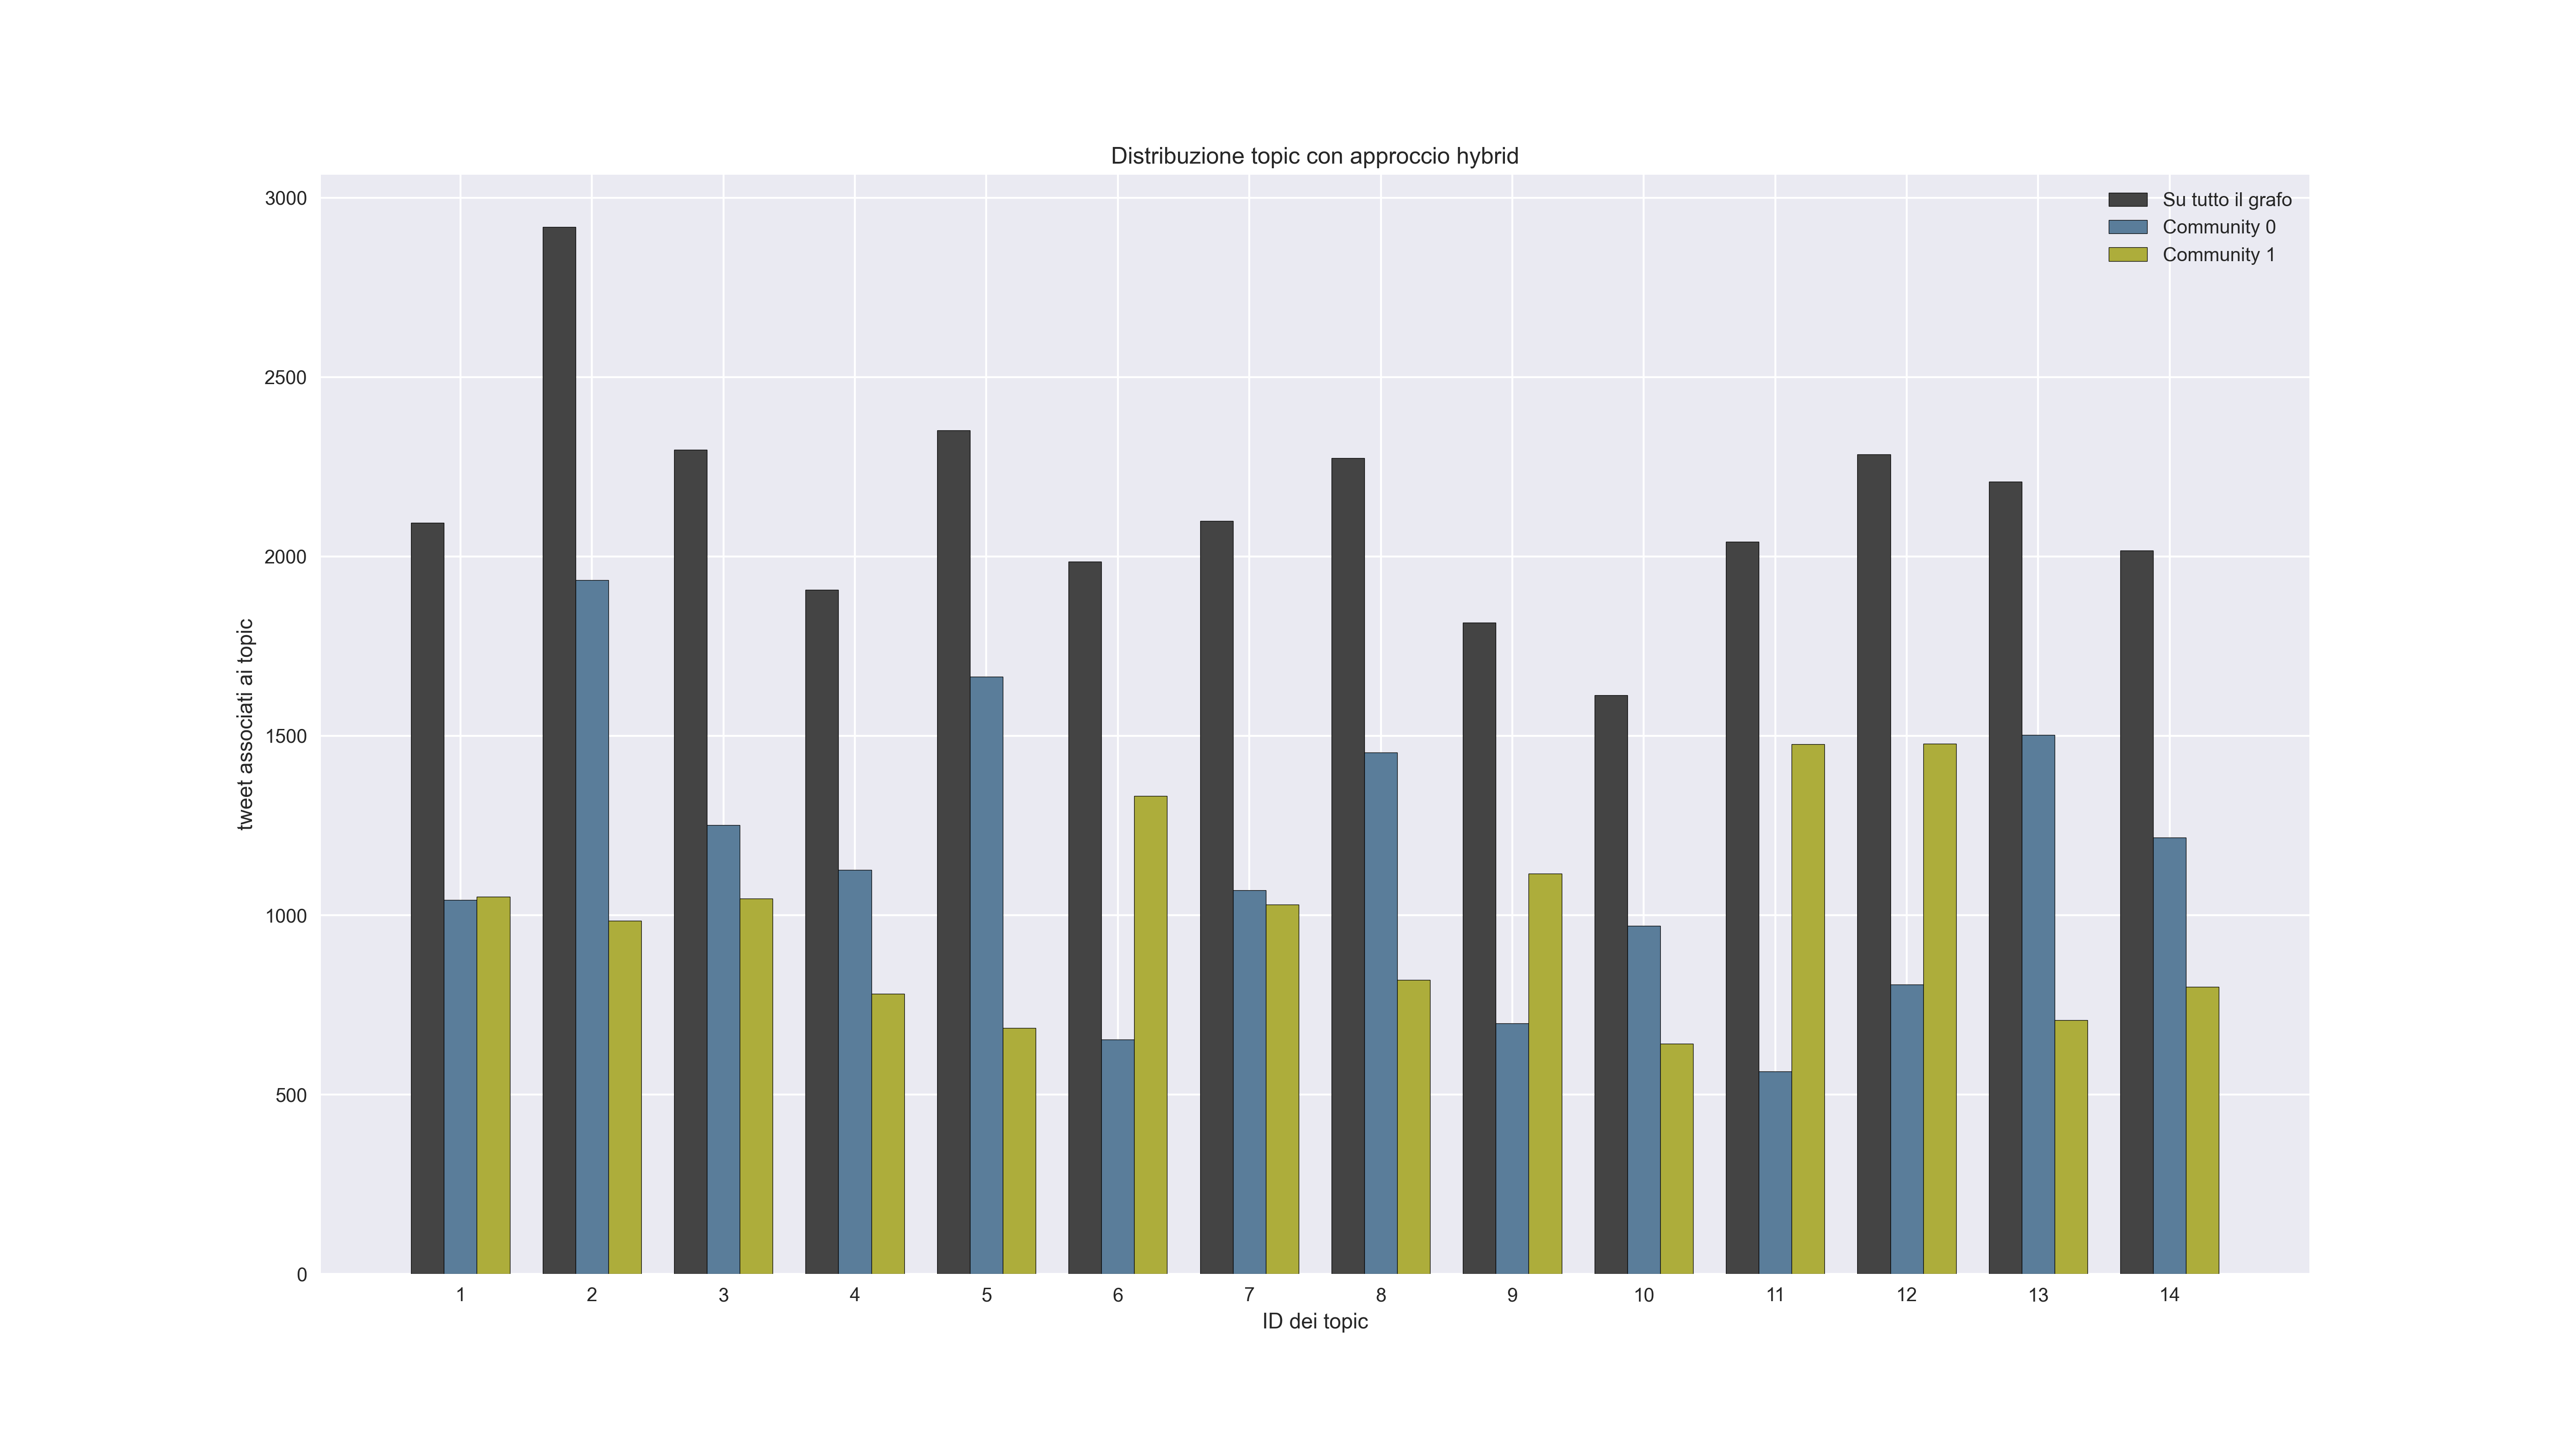 Distribuzione topic con approccio hybrid
Su tutto il grafo
Community 0
Community 1
3000
2500
2000
1500
1000
500
0
tweet associati ai topic
1 2 3 4 5 6 7 8 9 10 11 12 13 14
ID dei topic